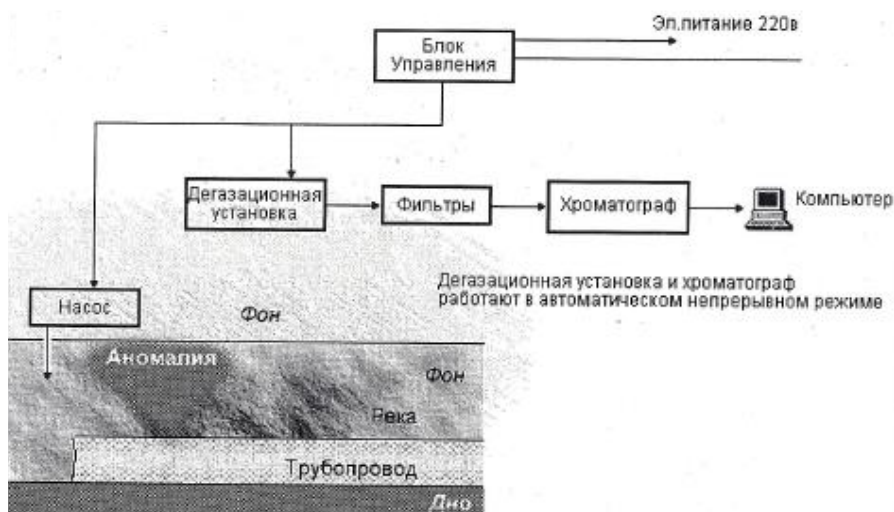 Эл.питание 220в
Блок
Управления
Дегазационная
установка
Фильтры
Хроматограф
Компьютер
Дегазационная установка и хроматограф
работают в автоматическом непрерывном режиме
Насос
Фон
Аномалия
Фон
Река
Трубопровод
Дно